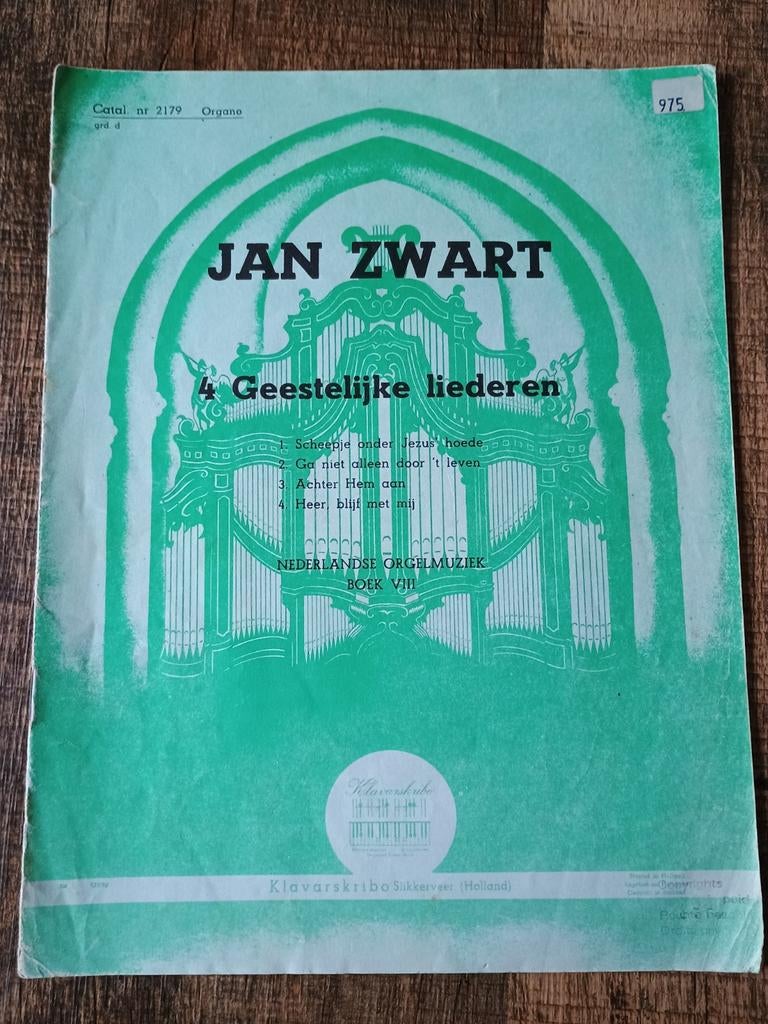 Catal. nr 2179 Organo
grd. d
975
JAN ZWART
4 Geestelijke liederen
1. Scheepje onder Jezus' hoede
2. Ga niet alleen door 't leven
3. Achter Hem aan
4. Heer, blijf met mij
NEDERLANDSE ORGELMUZIEK
BOEK VIII
Klavarskribo
Klavarskribo Slikkerveer (Holland)
Copyrights
paid